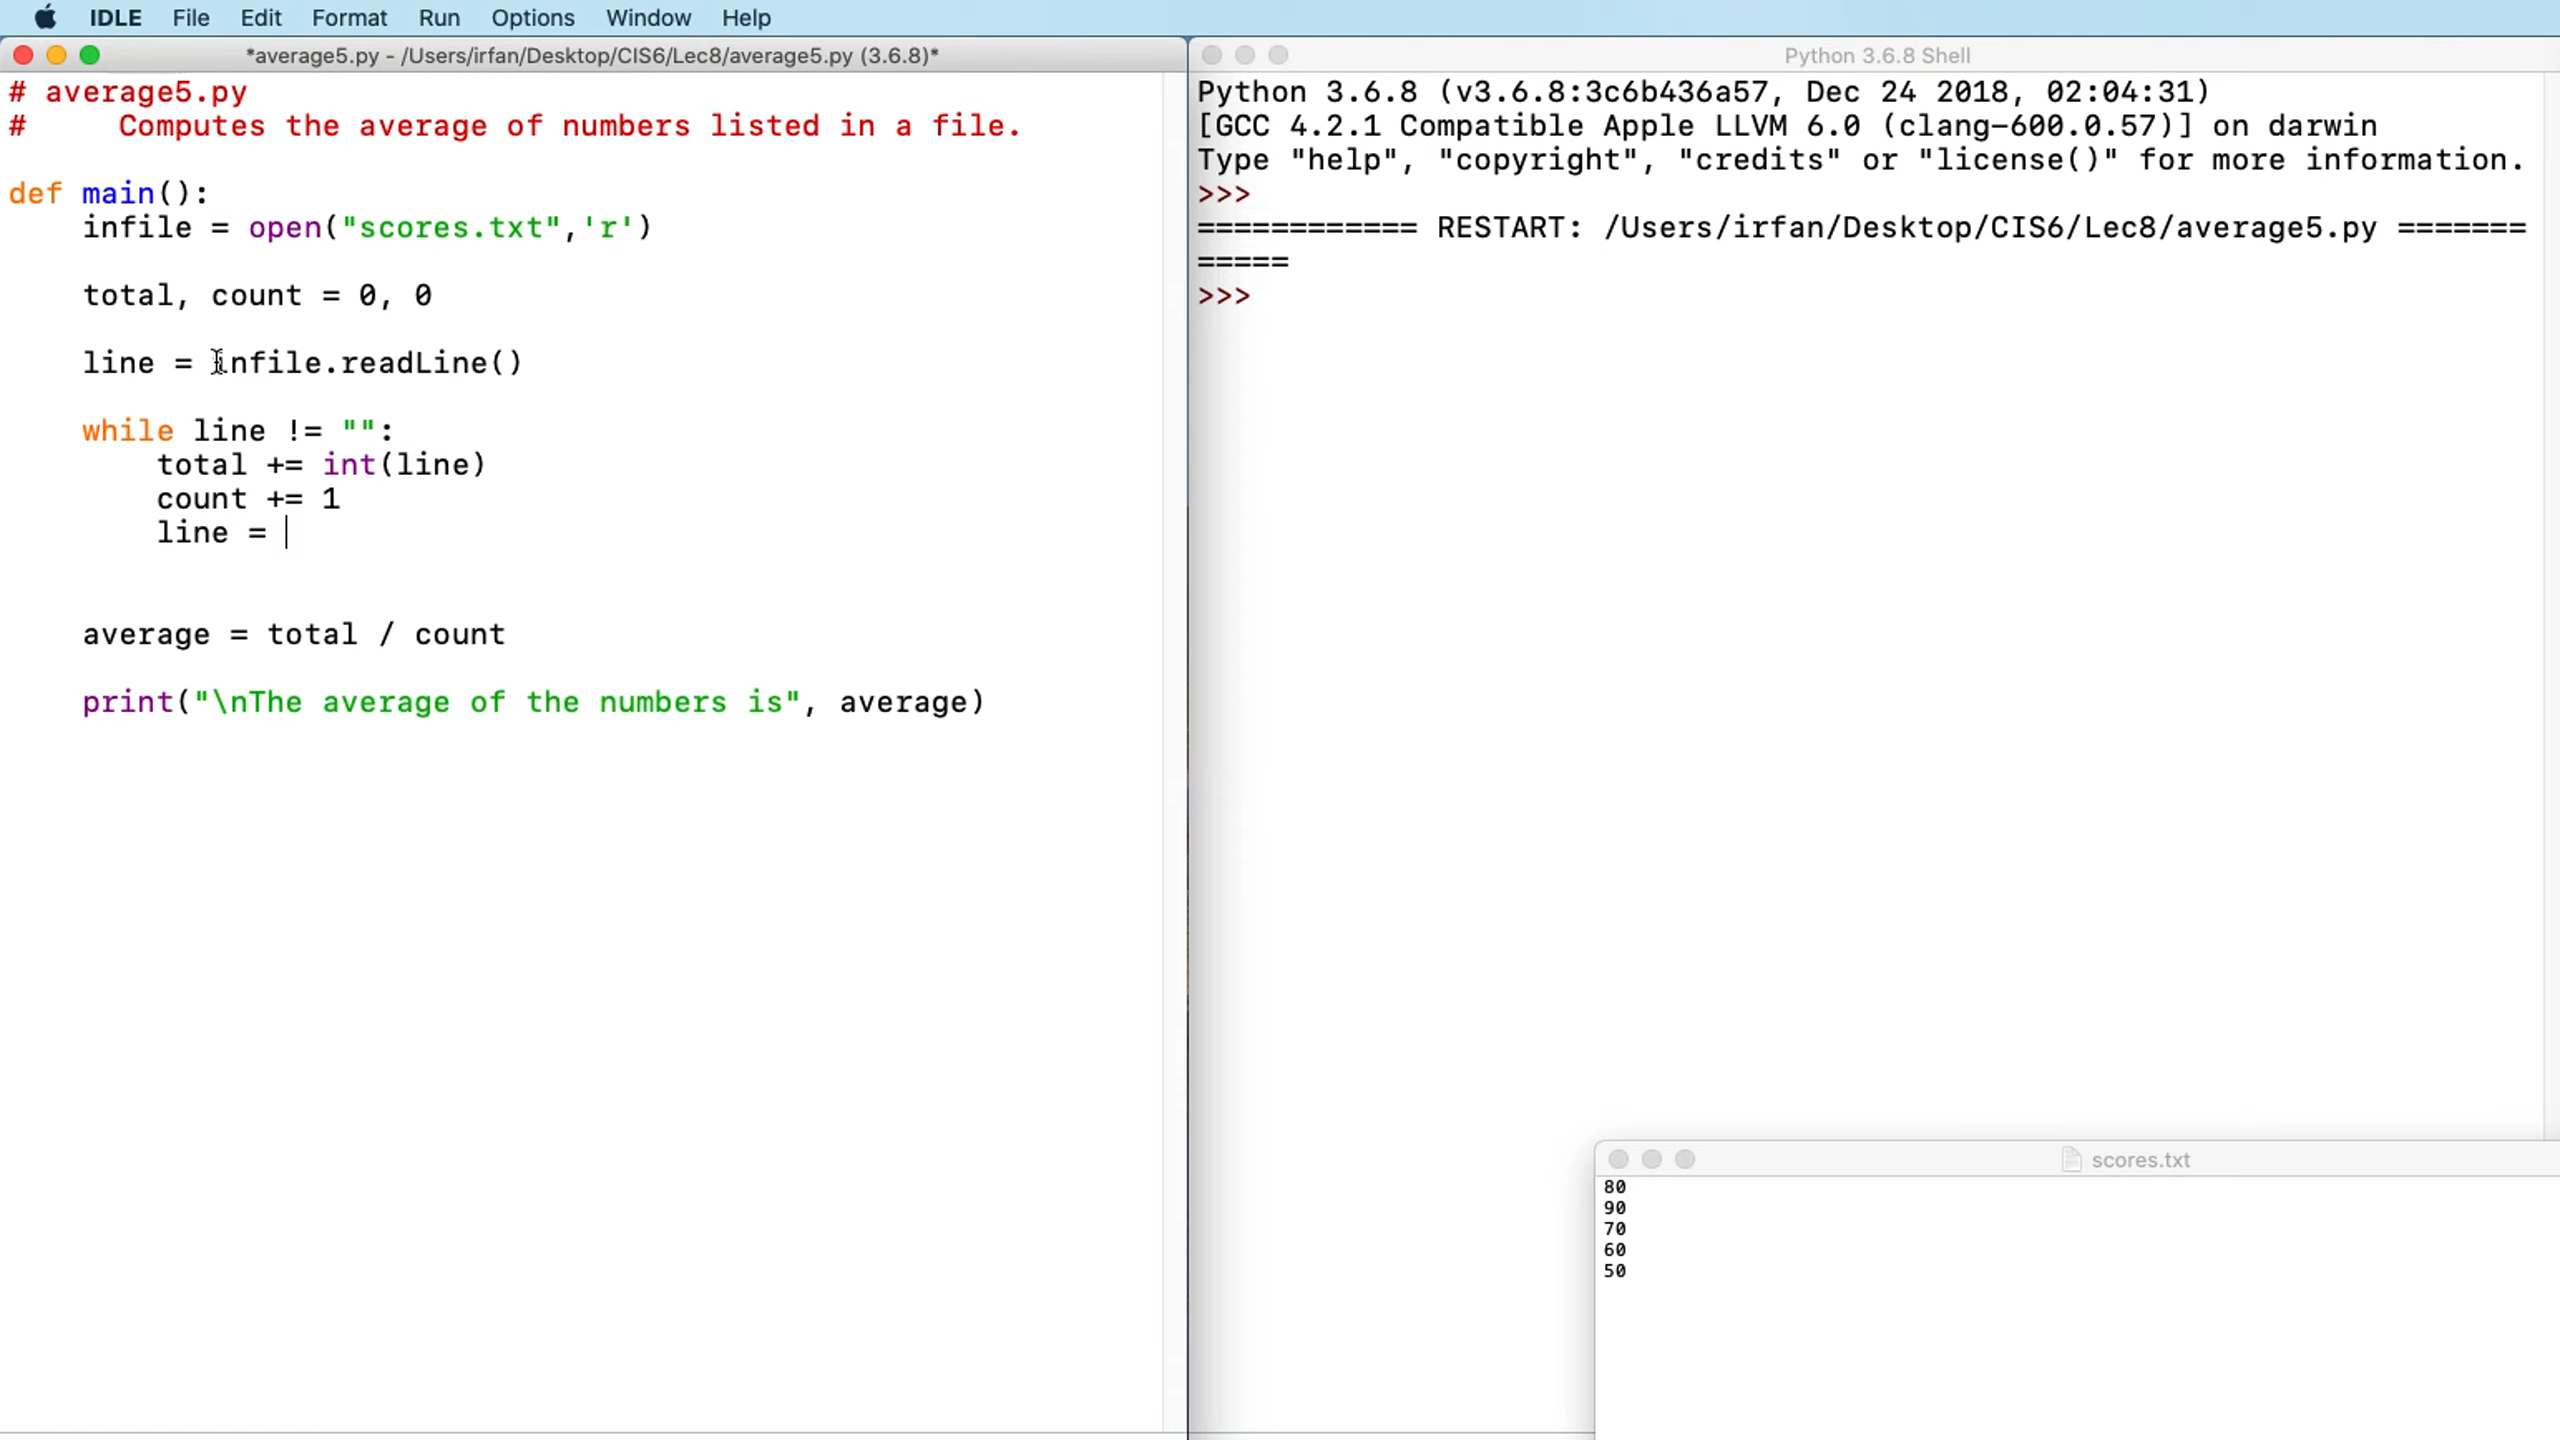 IDLE File Edit Format Run Options Window Help
*average5.py - /Users/irfan/Desktop/CIS6/Lec8/average5.py (3.6.8)*
# average5.py
#     Computes the average of numbers listed in a file.
def main():
    infile = open("scores.txt",'r')
    total, count = 0, 0
    line = infile.readLine()
    while line != "":
        total += int(line)
        count += 1
        line =
    average = total / count
    print("\nThe average of the numbers is", average)
Python 3.6.8 Shell
Python 3.6.8 (v3.6.8:3c6b436a57, Dec 24 2018, 02:04:31)
[GCC 4.2.1 Compatible Apple LLVM 6.0 (clang-600.0.57)] on darwin
Type "help", "copyright", "credits" or "license()" for more information.
>>>
============ RESTART: /Users/irfan/Desktop/CIS6/Lec8/average5.py =======
=====
>>>
scores.txt
80
90
70
60
50